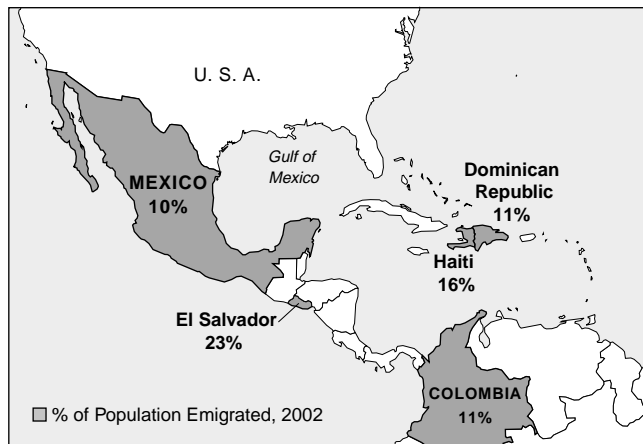 U. S. A.
Gulf of
Mexico
MEXICO
10%
Dominican
Republic
11%
Haiti
16%
El Salvador
23%
COLOMBIA
11%
% of Population Emigrated, 2002